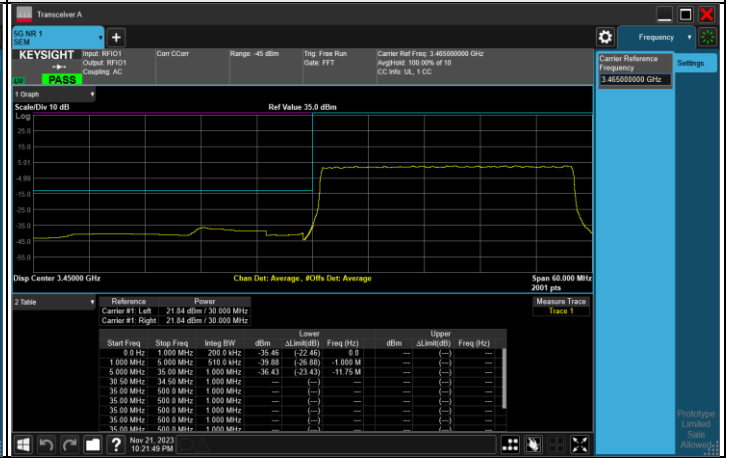 Transceiver A
5G NR 1
SEM
Frequency
KEYSIGHT
Input: RFIO1
Output: RFIO1
Coupling: AC
Corr CCorr
Range: -45 dBm
Trig: Free Run
Gate: FFT
Carrier Ref Freq: 3.465000000 GHz
Avg|Hold: 100.00% of 10
CC Info: UL, 1 CC
LU PASS
Carrier Reference
Frequency
3.465000000 GHz
Settings
1 Graph
Scale/Div 10 dB
Ref Value 35.0 dBm
Log
25.0
15.0
5.01
-4.99
-15.0
-25.0
-35.0
-45.0
-55.0
Disp Center 3.45000 GHz
Chan Det: Average, #Offs Det: Average
Span 60.000 MHz
2001 pts
2 Table
Reference Power
Carrier #1: Left 21.84 dBm / 30.000 MHz
Carrier #1: Right 21.84 dBm / 30.000 MHz
Measure Trace
Trace 1
Lower Upper
Start Freq Stop Freq Integ BW dBm ΔLimit(dB) Freq (Hz) dBm ΔLimit(dB) Freq (Hz)
0.0 Hz 1.000 MHz 200.0 kHz -35.46 (-22.46) 0.0 --- (---) ---
1.000 MHz 5.000 MHz 510.0 kHz -39.88 (-26.88) -1.000 M --- (---) ---
5.000 MHz 35.00 MHz 1.000 MHz -36.43 (-23.43) -11.75 M --- (---) ---
30.50 MHz 34.50 MHz 1.000 MHz --- (---) --- --- (---) ---
35.00 MHz 500.0 MHz 1.000 MHz --- (---) --- --- (---) ---
35.00 MHz 500.0 MHz 1.000 MHz --- (---) --- --- (---) ---
35.00 MHz 500.0 MHz 1.000 MHz --- (---) --- --- (---) ---
35.00 MHz 500.0 MHz 1.000 MHz --- (---) --- --- (---) ---
35.00 MHz 500.0 MHz 1.000 MHz --- (---) --- --- (---) ---
Prototype
Limited
Sale
Allowed
Nov 21, 2023
10:21:49 PM